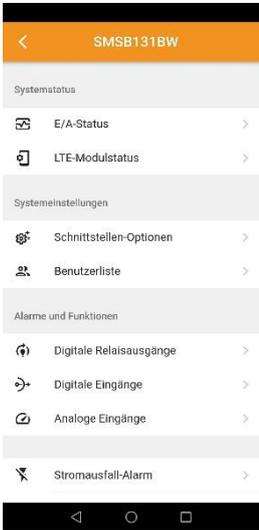 SMSB131BW
Systemstatus
E/A-Status
LTE-Modulstatus
Systemeinstellungen
Schnittstellen-Optionen
Benutzerliste
Alarme und Funktionen
Digitale Relaisausgänge
Digitale Eingänge
Analoge Eingänge
Stromausfall-Alarm